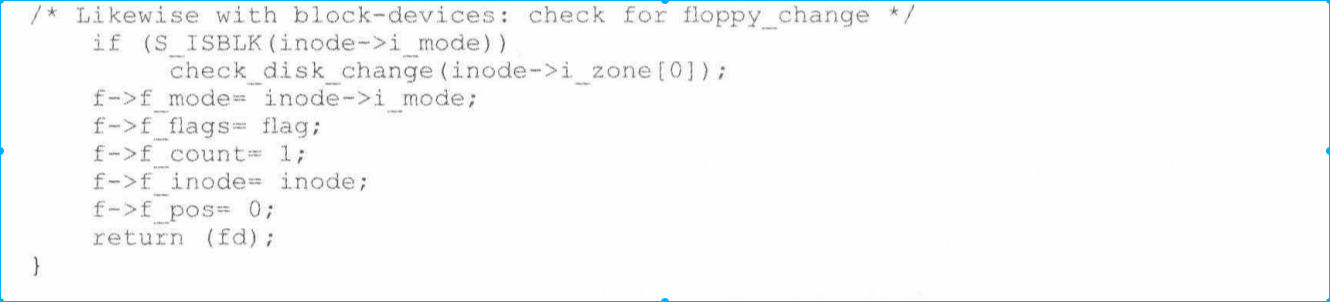 /* Likewise with block-devices: check for floppy_change */
if (S_ISBLK(inode->i_mode))
check_disk_change(inode->i_zone[0]);
f->f_mode= inode->i_mode;
f->f_flags= flag;
f->f_count= 1;
f->f_inode= inode;
f->f_pos= 0;
return (fd);
}